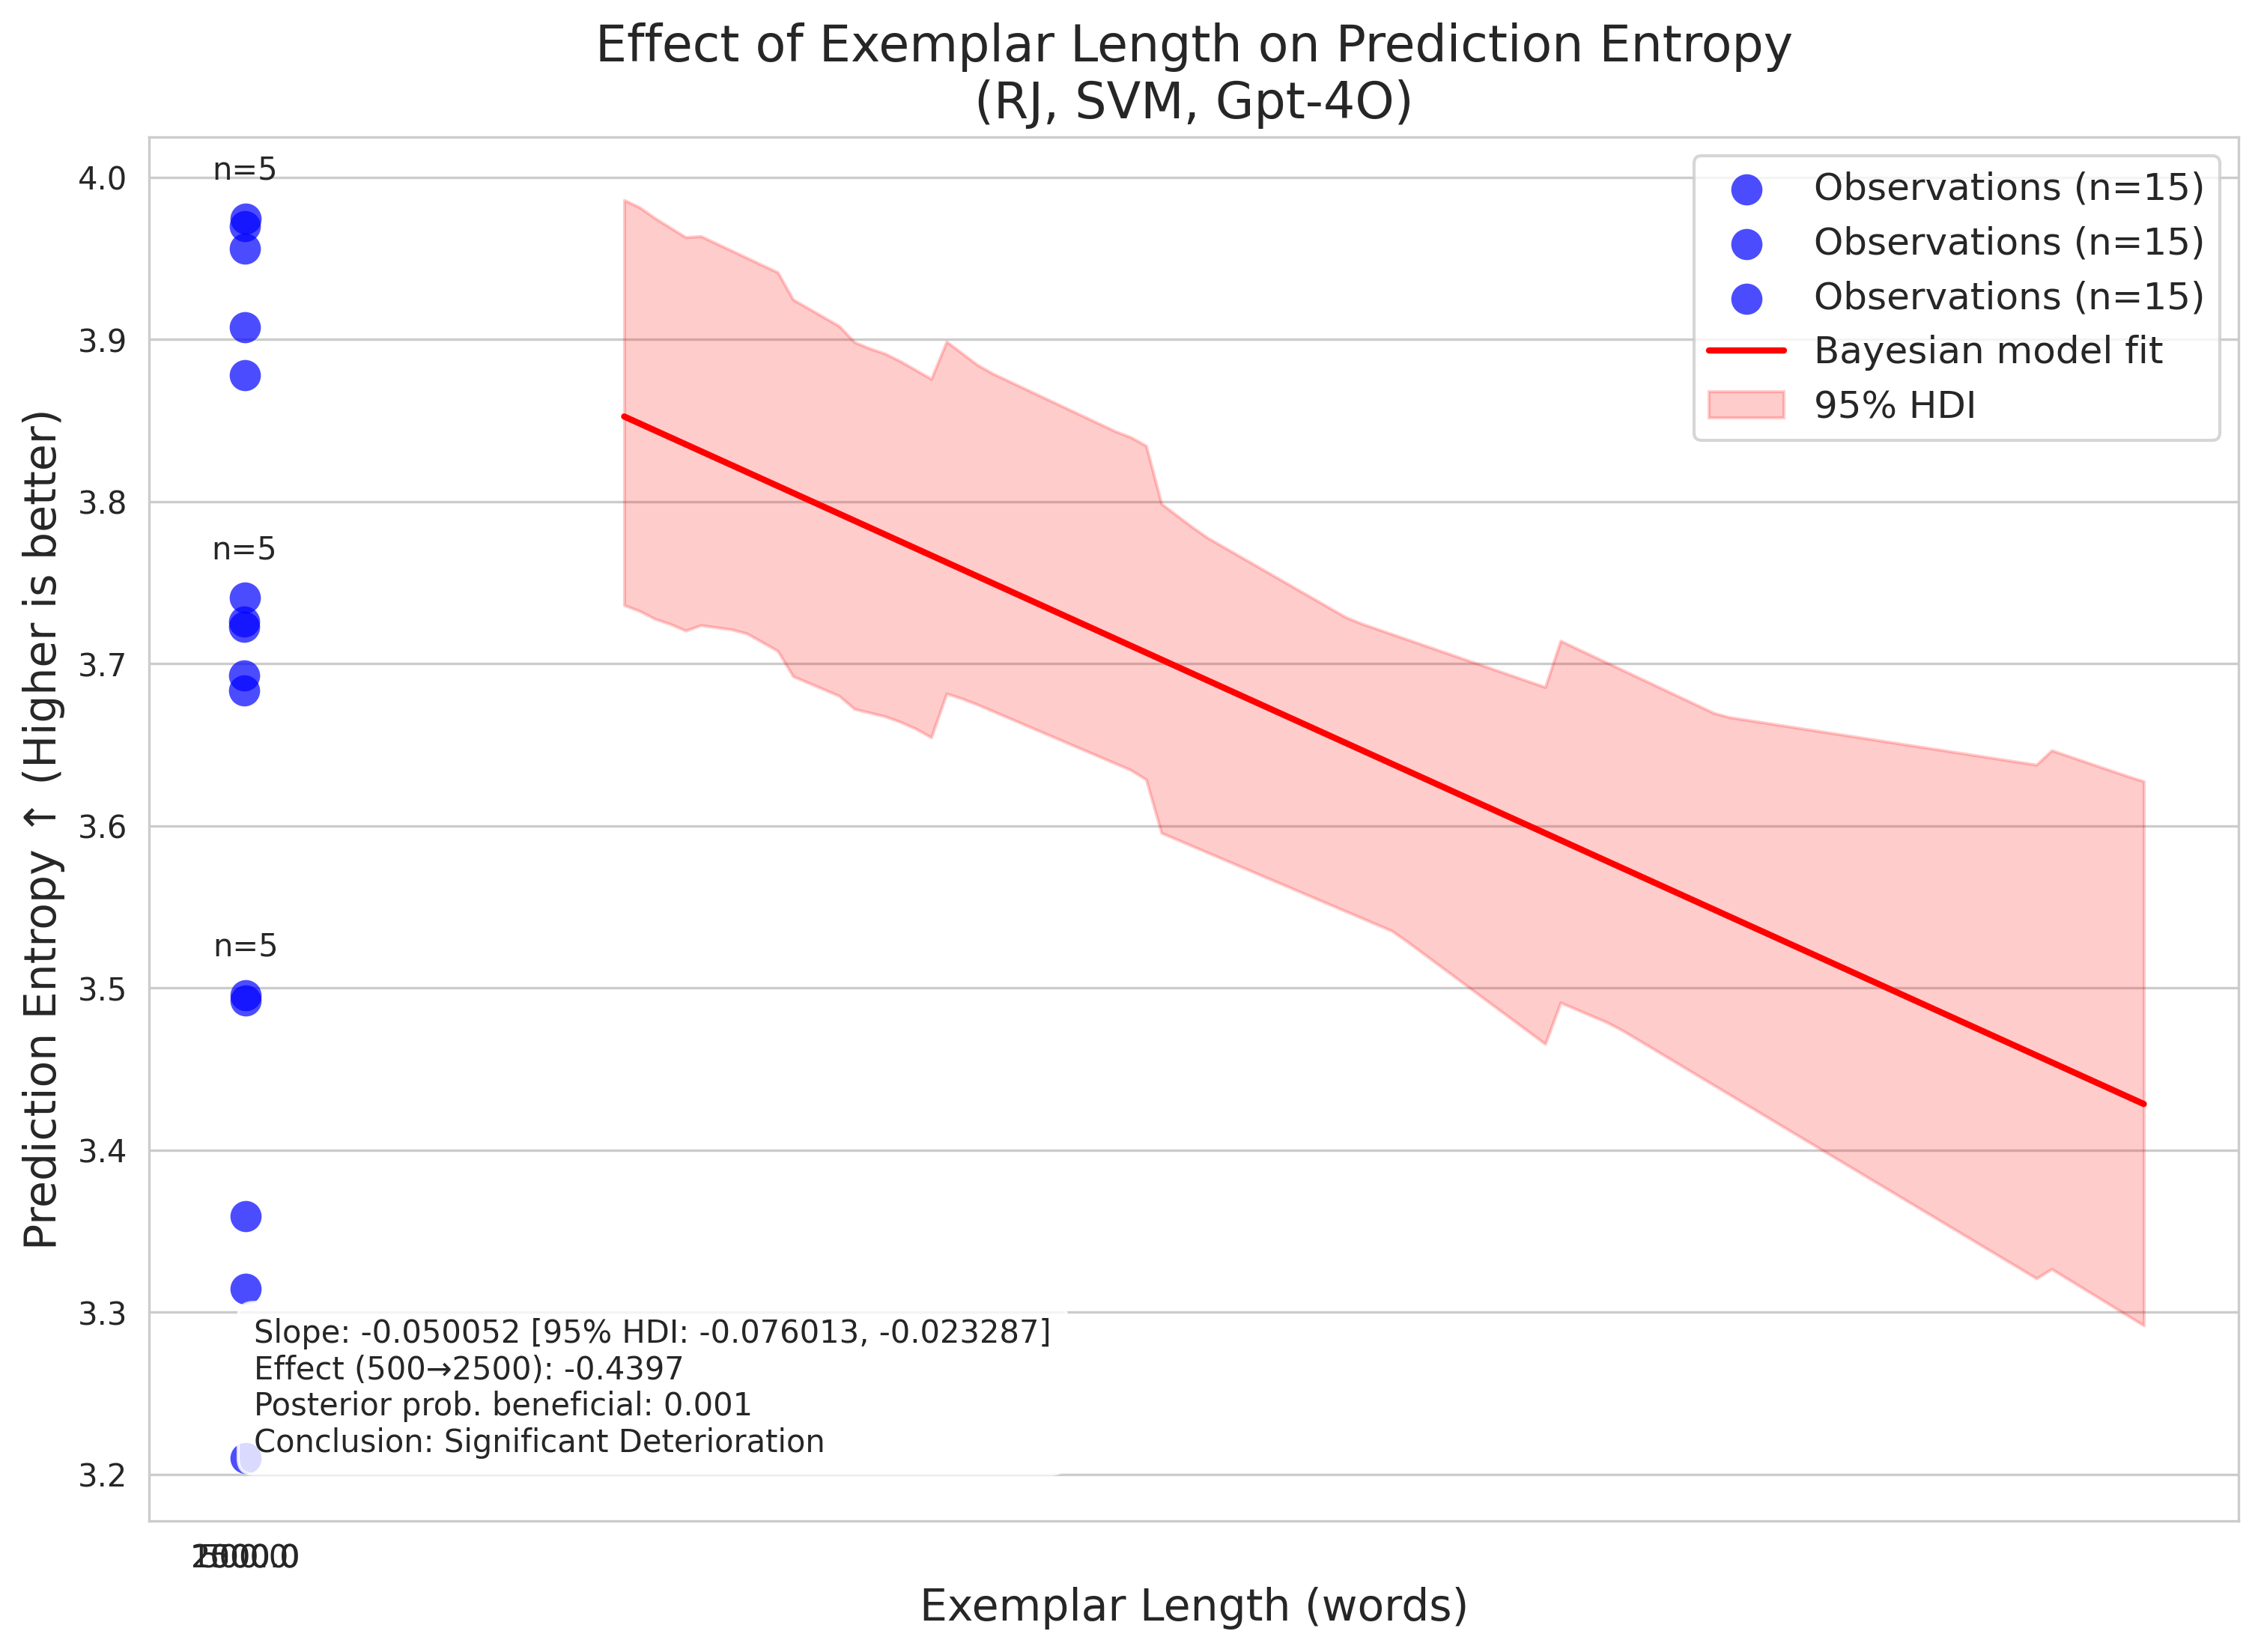 Effect of Exemplar Length on Prediction Entropy
(RJ, SVM, Gpt-4O)
Prediction Entropy ↑ (Higher is better)
4.0
3.9
3.8
3.7
3.6
3.5
3.4
3.3
3.2
n=5
n=5
n=5
Observations (n=15)
Observations (n=15)
Observations (n=15)
Bayesian model fit
95% HDI
Slope: -0.050052 [95% HDI: -0.076013, -0.023287]
Effect (500→2500): -0.4397
Posterior prob. beneficial: 0.001
Conclusion: Significant Deterioration
Exemplar Length (words)